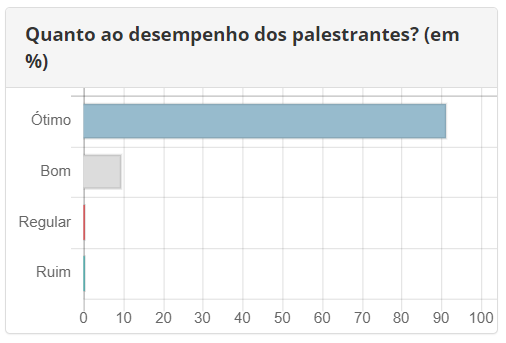 Quanto ao desempenho dos palestrantes? (em
%)
Ótimo
Bom
Regular
Ruim
0 10 20 30 40 50 60 70 80 90 100